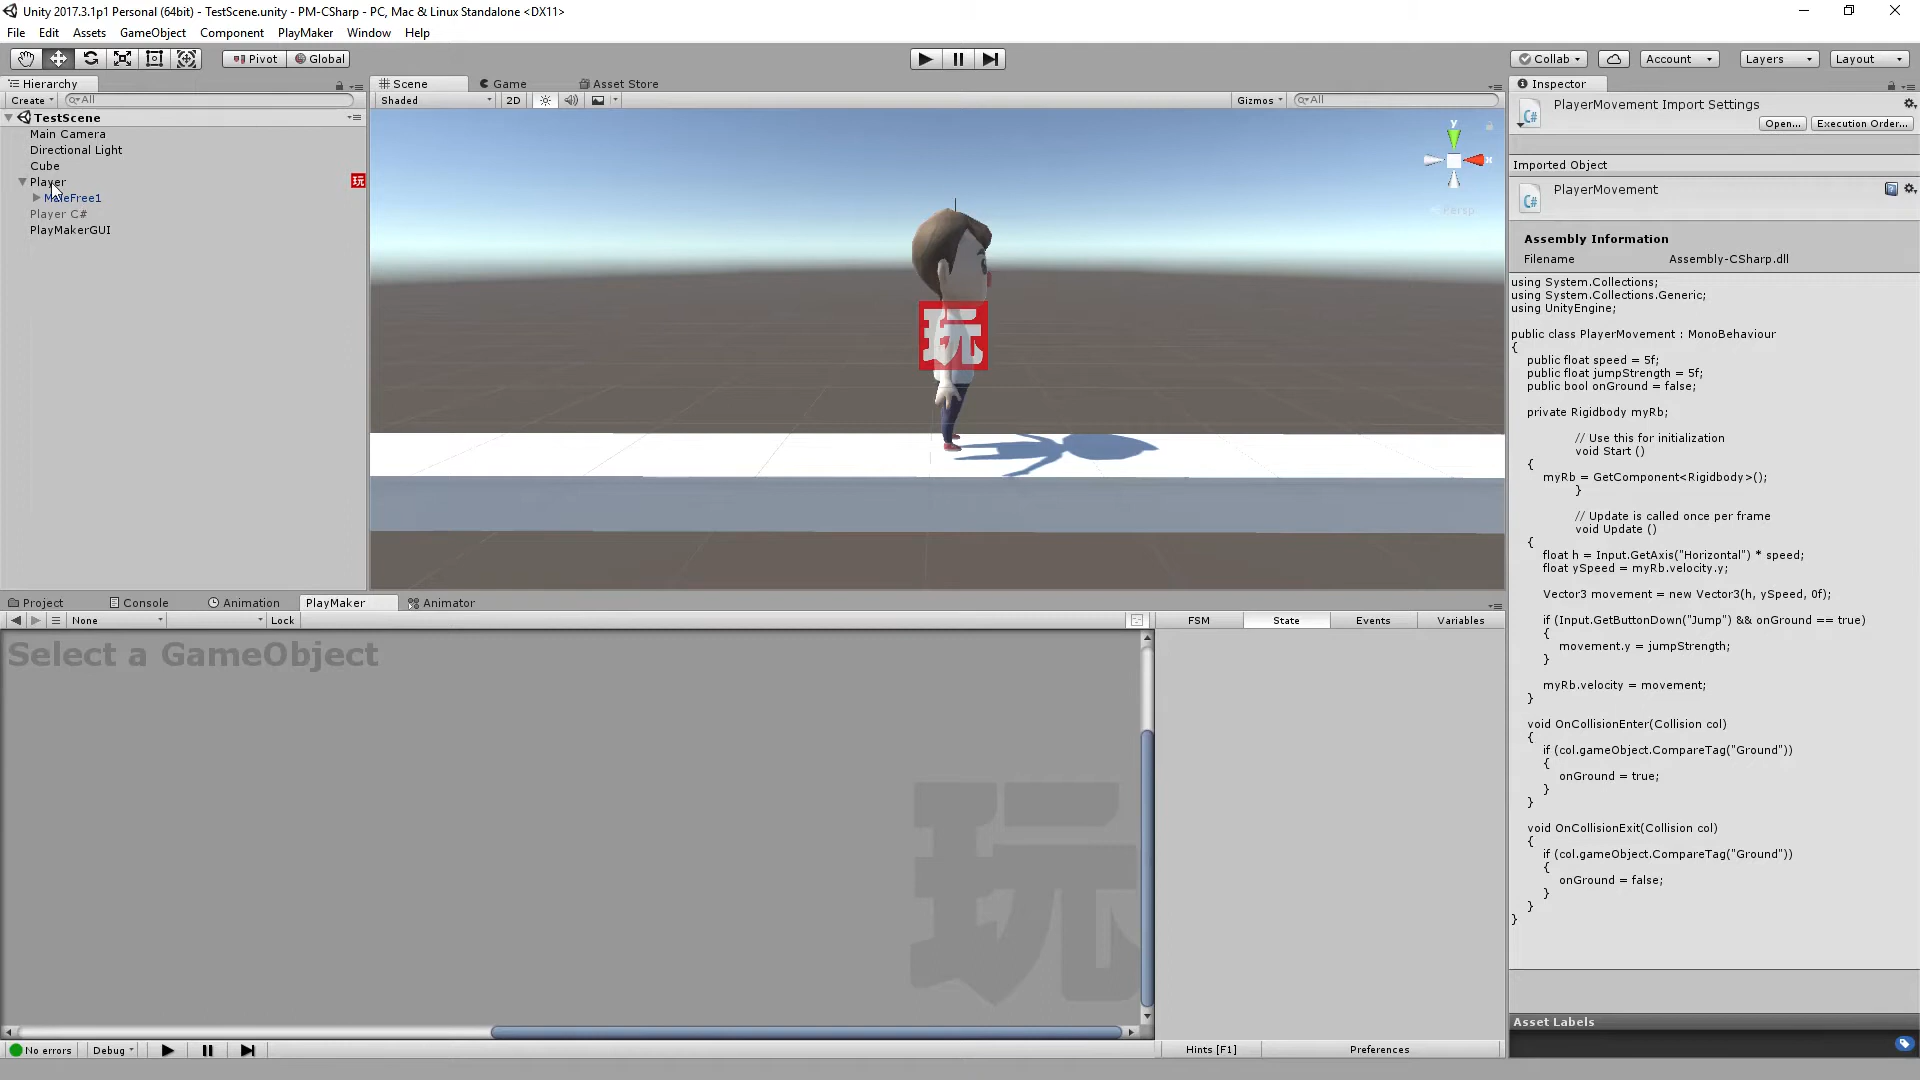 Unity 2017.3.1p1 Personal (64bit) - TestScene.unity - PM-CSharp - PC, Mac & Linux Standalone <DX11>
File Edit Assets GameObject Component PlayMaker Window Help
Pivot Global Collab Account Layers Layout
Hierarchy
Create All
TestScene
Main Camera
Directional Light
Cube
Player 玩
MaleFree1
Player C#
PlayMakerGUI
Scene Game Asset Store
Shaded 2D Gizmos All
y
x
Persp
玩
Project Console Animation PlayMaker Animator
None Lock
Select a GameObject
玩
FSM State Events Variables
No errors Debug
Hints [F1] Preferences
Inspector
PlayerMovement Import Settings
C#
Open... Execution Order...
Imported Object
PlayerMovement
C#
Assembly Information
Filename Assembly-CSharp.dll
using System.Collections;
using System.Collections.Generic;
using UnityEngine;
public class PlayerMovement : MonoBehaviour
{
public float speed = 5f;
public float jumpStrength = 5f;
public bool onGround = false;
private Rigidbody myRb;
// Use this for initialization
void Start ()
{
myRb = GetComponent<Rigidbody>();
}
// Update is called once per frame
void Update ()
{
float h = Input.GetAxis("Horizontal") * speed;
float ySpeed = myRb.velocity.y;
Vector3 movement = new Vector3(h, ySpeed, 0f);
if (Input.GetButtonDown("Jump") && onGround == true)
{
movement.y = jumpStrength;
}
myRb.velocity = movement;
}
void OnCollisionEnter(Collision col)
{
if (col.gameObject.CompareTag("Ground"))
{
onGround = true;
}
}
void OnCollisionExit(Collision col)
{
if (col.gameObject.CompareTag("Ground"))
{
onGround = false;
}
}
}
Asset Labels